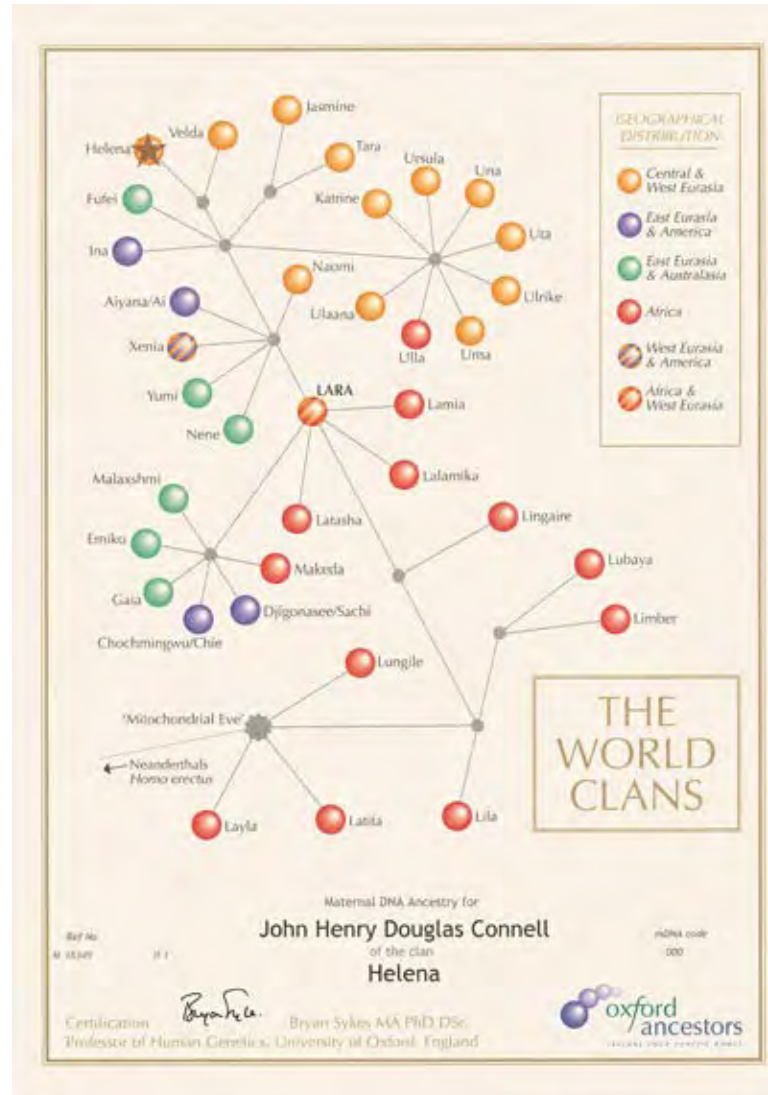 Jasmine
Velda
Helena
Tara
Ursula
Una
Katrine
Fufei
Uta
Ina
Naomi
Ulrike
Aiyana/Ai
Ulaana
Xenia
Ulla
Uma
LARA
Yumi
Lamia
Nene
Malaxshmi
Lalamika
Latasha
Lingaire
Emiko
Makeda
Lubaya
Gaia
Djigonasee/Sachi
Limber
Chochmingwu/Chie
Lungile
'Mitochondrial Eve'
Neanderthals
Homo erectus
Layla
Latita
Lila
GEOGRAPHICAL
DISTRIBUTION
Central &
West Eurasia
East Eurasia
& America
East Eurasia
& Australasia
Africa
West Eurasia
& America
Africa &
West Eurasia
THE
WORLD
CLANS
Maternal DNA Ancestry for
John Henry Douglas Connell
of the clan
Helena
Ref No
mDNA code
000
Certification
Bryan Sykes MA PhD DSc.
Professor of Human Genetics, University of Oxford, England
oxford
ancestors